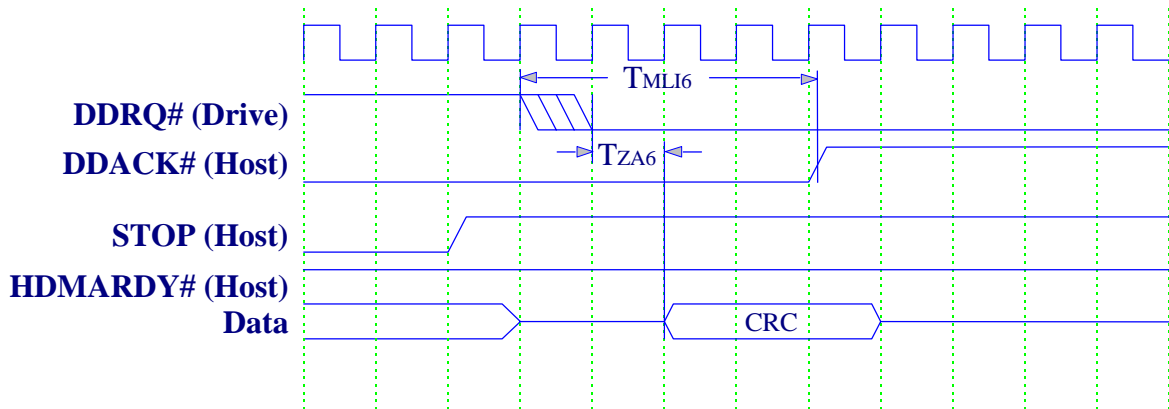 TMLI6
DDRQ# (Drive)
TZA6
DDACK# (Host)
STOP (Host)
HDMARDY# (Host)
Data
CRC